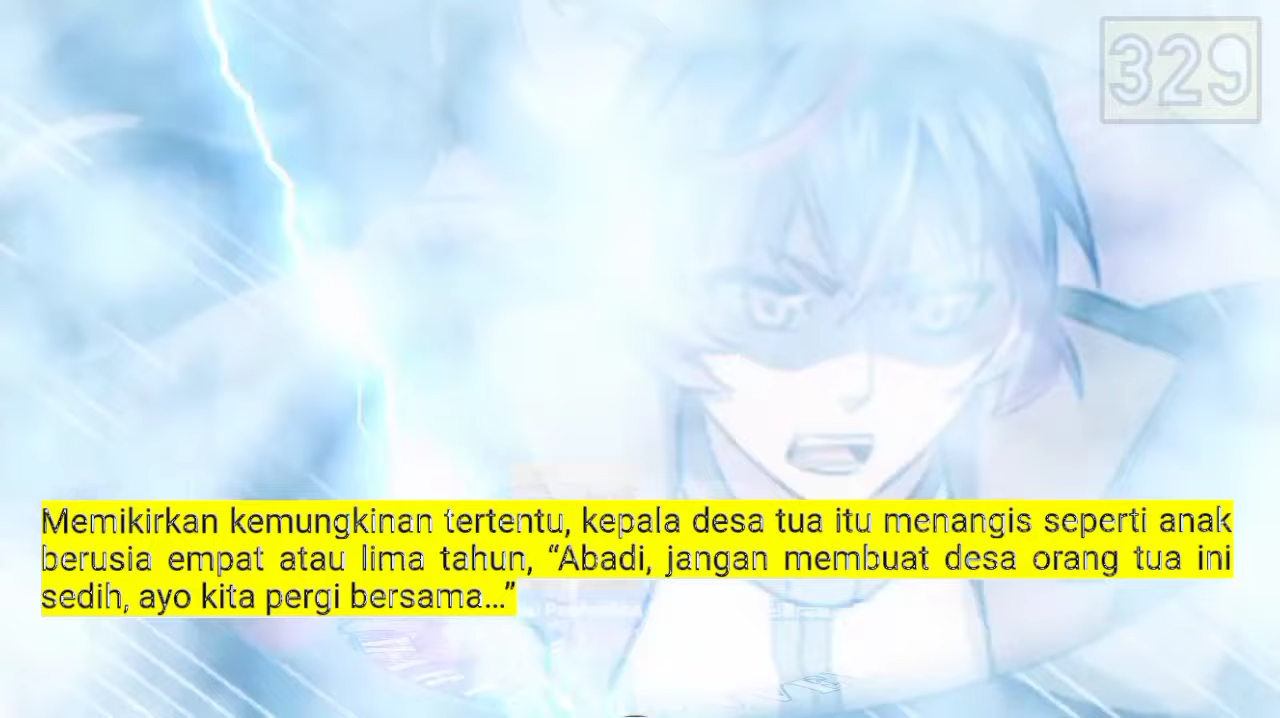 329
Memikirkan kemungkinan tertentu, kepala desa tua itu menangis seperti anak
berusia empat atau lima tahun, “Abadi, jangan membuat desa orang tua ini
sedih, ayo kita pergi bersama...”